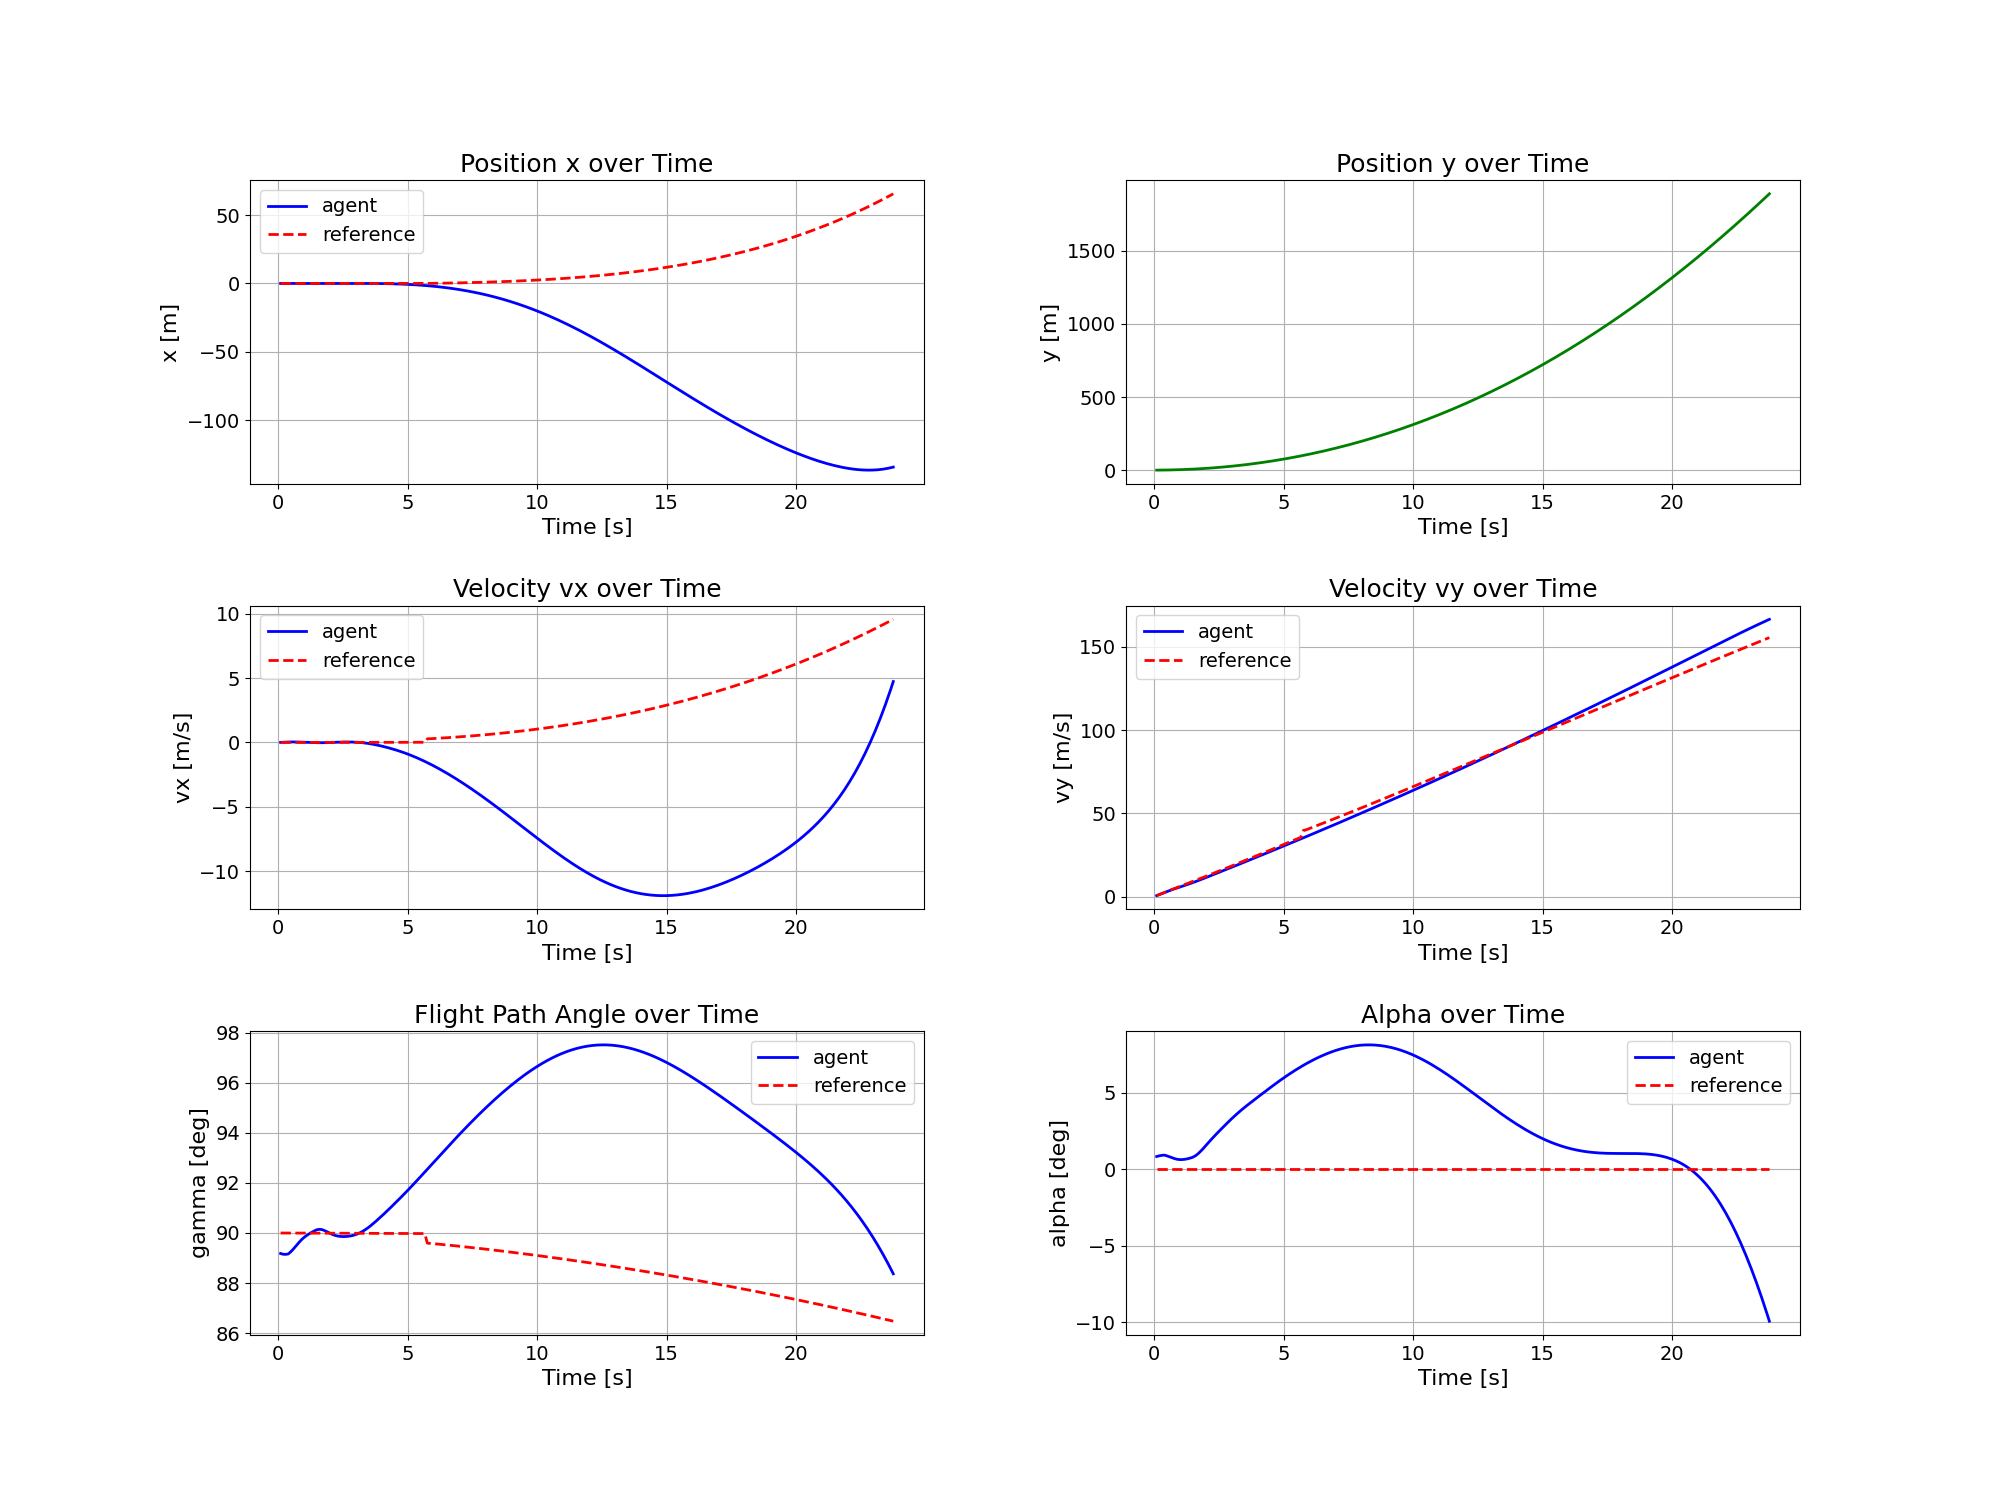 Position x over Time
agent
reference
50
0
−50
−100
x [m]
0 5 10 15 20
Time [s]
Position y over Time
1500
1000
500
0
y [m]
0 5 10 15 20
Time [s]
Velocity vx over Time
agent
reference
10
5
0
−5
−10
vx [m/s]
0 5 10 15 20
Time [s]
Velocity vy over Time
agent
reference
150
100
50
0
vy [m/s]
0 5 10 15 20
Time [s]
Flight Path Angle over Time
agent
reference
98
96
94
92
90
88
86
gamma [deg]
0 5 10 15 20
Time [s]
Alpha over Time
agent
reference
5
0
−5
−10
alpha [deg]
0 5 10 15 20
Time [s]